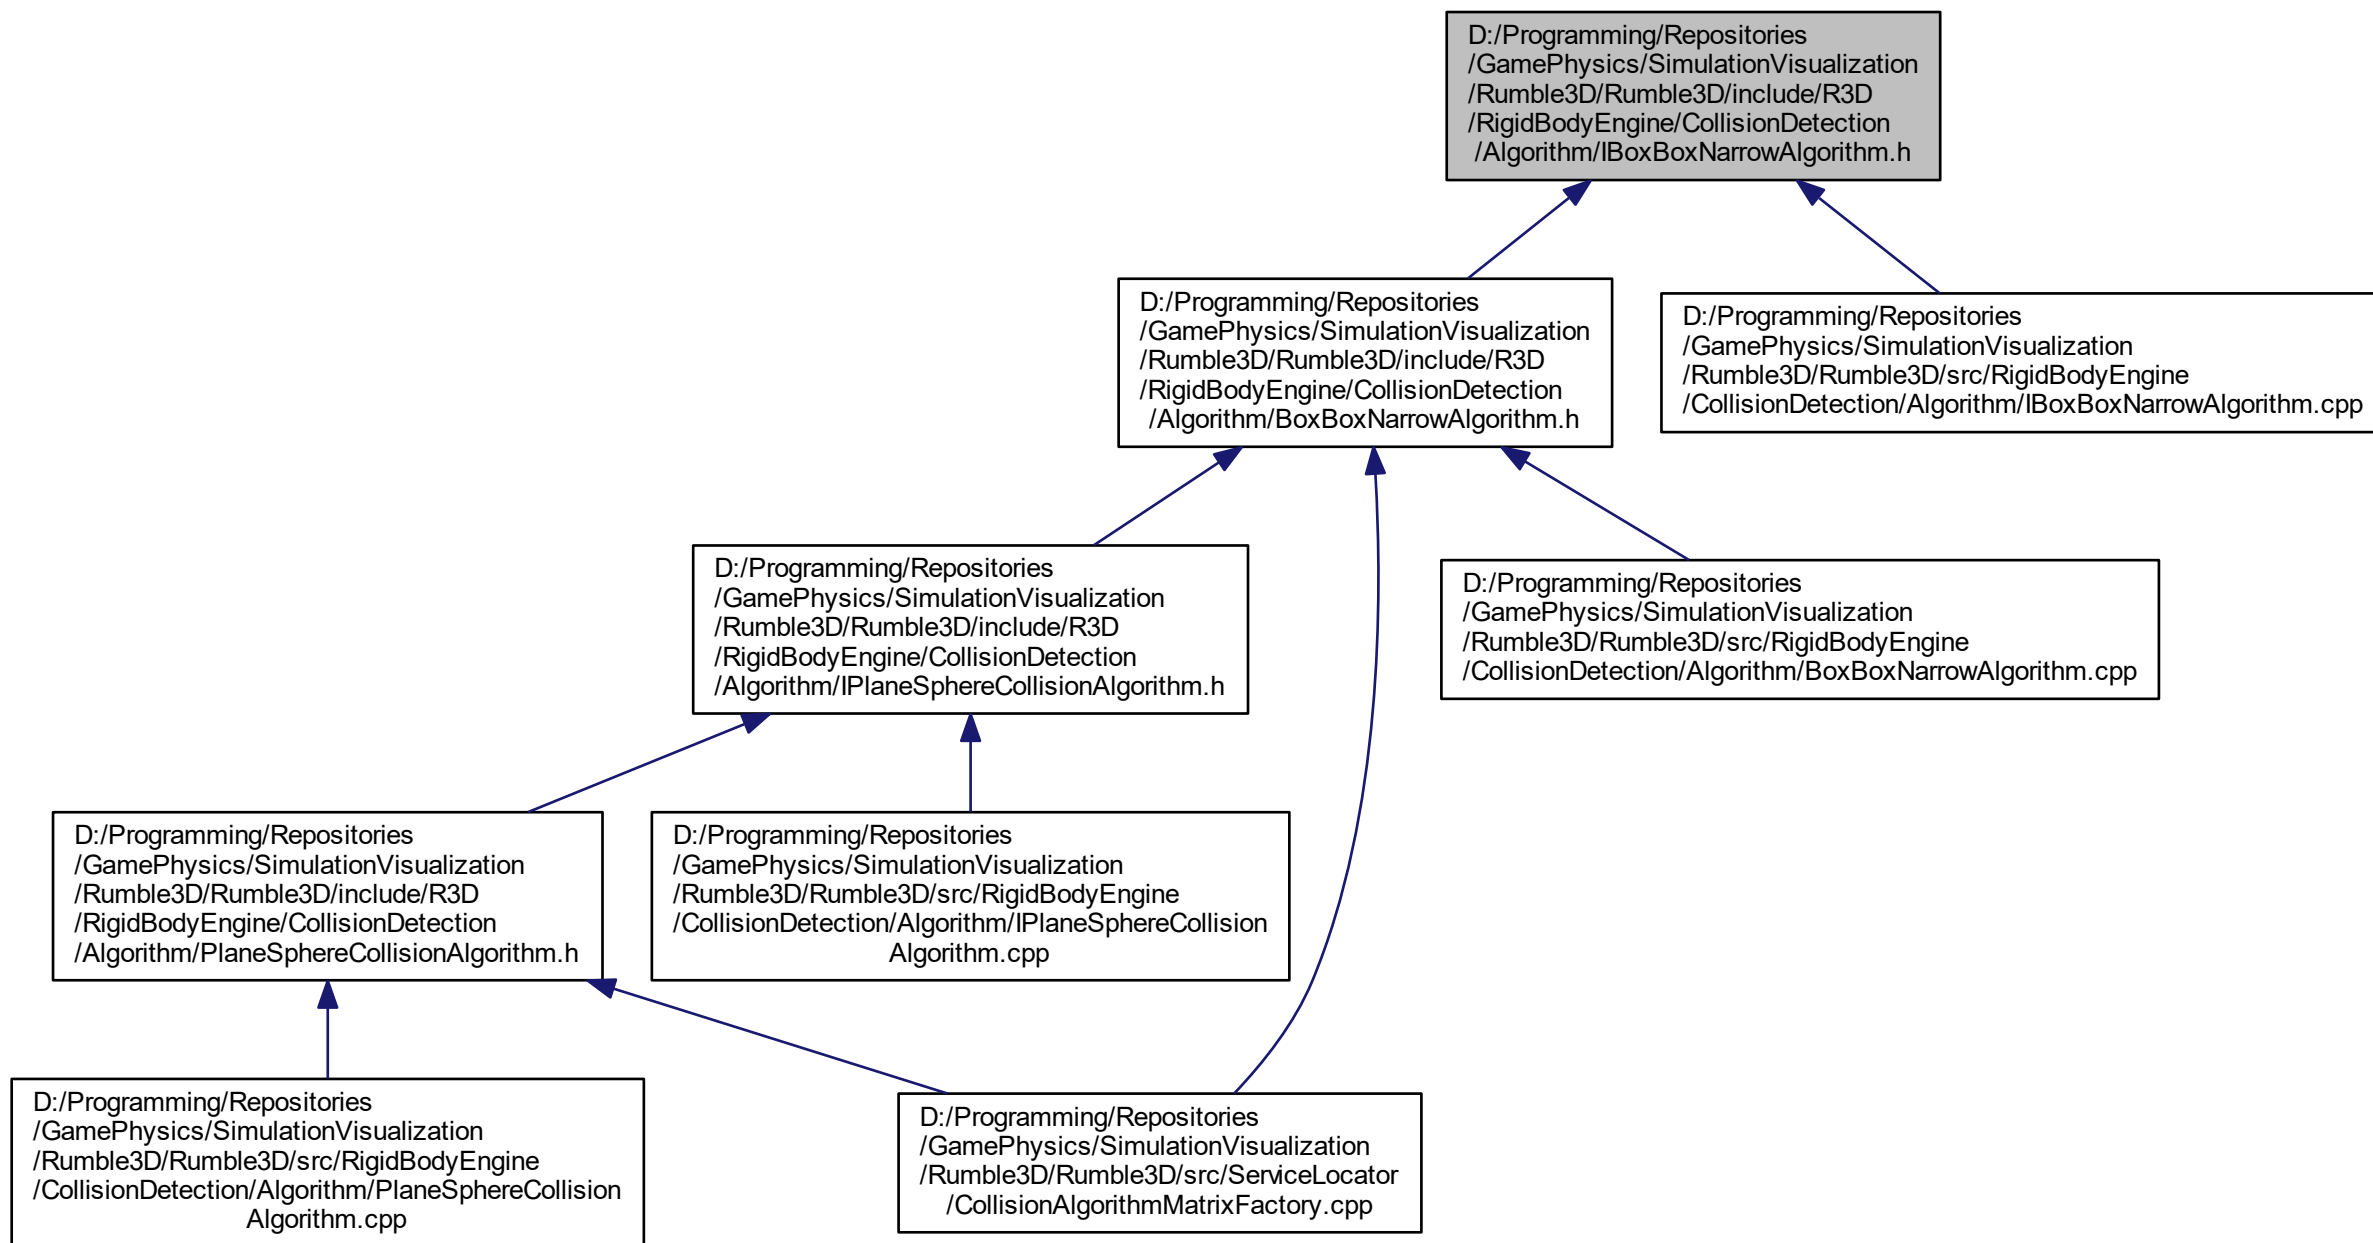 D:/Programming/Repositories
/GamePhysics/SimulationVisualization
/Rumble3D/Rumble3D/include/R3D
/RigidBodyEngine/CollisionDetection
/Algorithm/IBoxBoxNarrowAlgorithm.h
D:/Programming/Repositories
/GamePhysics/SimulationVisualization
/Rumble3D/Rumble3D/include/R3D
/RigidBodyEngine/CollisionDetection
/Algorithm/BoxBoxNarrowAlgorithm.h
D:/Programming/Repositories
/GamePhysics/SimulationVisualization
/Rumble3D/Rumble3D/src/RigidBodyEngine
/CollisionDetection/Algorithm/IBoxBoxNarrowAlgorithm.cpp
D:/Programming/Repositories
/GamePhysics/SimulationVisualization
/Rumble3D/Rumble3D/include/R3D
/RigidBodyEngine/CollisionDetection
/Algorithm/IPlaneSphereCollisionAlgorithm.h
D:/Programming/Repositories
/GamePhysics/SimulationVisualization
/Rumble3D/Rumble3D/src/RigidBodyEngine
/CollisionDetection/Algorithm/BoxBoxNarrowAlgorithm.cpp
D:/Programming/Repositories
/GamePhysics/SimulationVisualization
/Rumble3D/Rumble3D/include/R3D
/RigidBodyEngine/CollisionDetection
/Algorithm/PlaneSphereCollisionAlgorithm.h
D:/Programming/Repositories
/GamePhysics/SimulationVisualization
/Rumble3D/Rumble3D/src/RigidBodyEngine
/CollisionDetection/Algorithm/IPlaneSphereCollision
Algorithm.cpp
D:/Programming/Repositories
/GamePhysics/SimulationVisualization
/Rumble3D/Rumble3D/src/RigidBodyEngine
/CollisionDetection/Algorithm/PlaneSphereCollision
Algorithm.cpp
D:/Programming/Repositories
/GamePhysics/SimulationVisualization
/Rumble3D/Rumble3D/src/ServiceLocator
/CollisionAlgorithmMatrixFactory.cpp